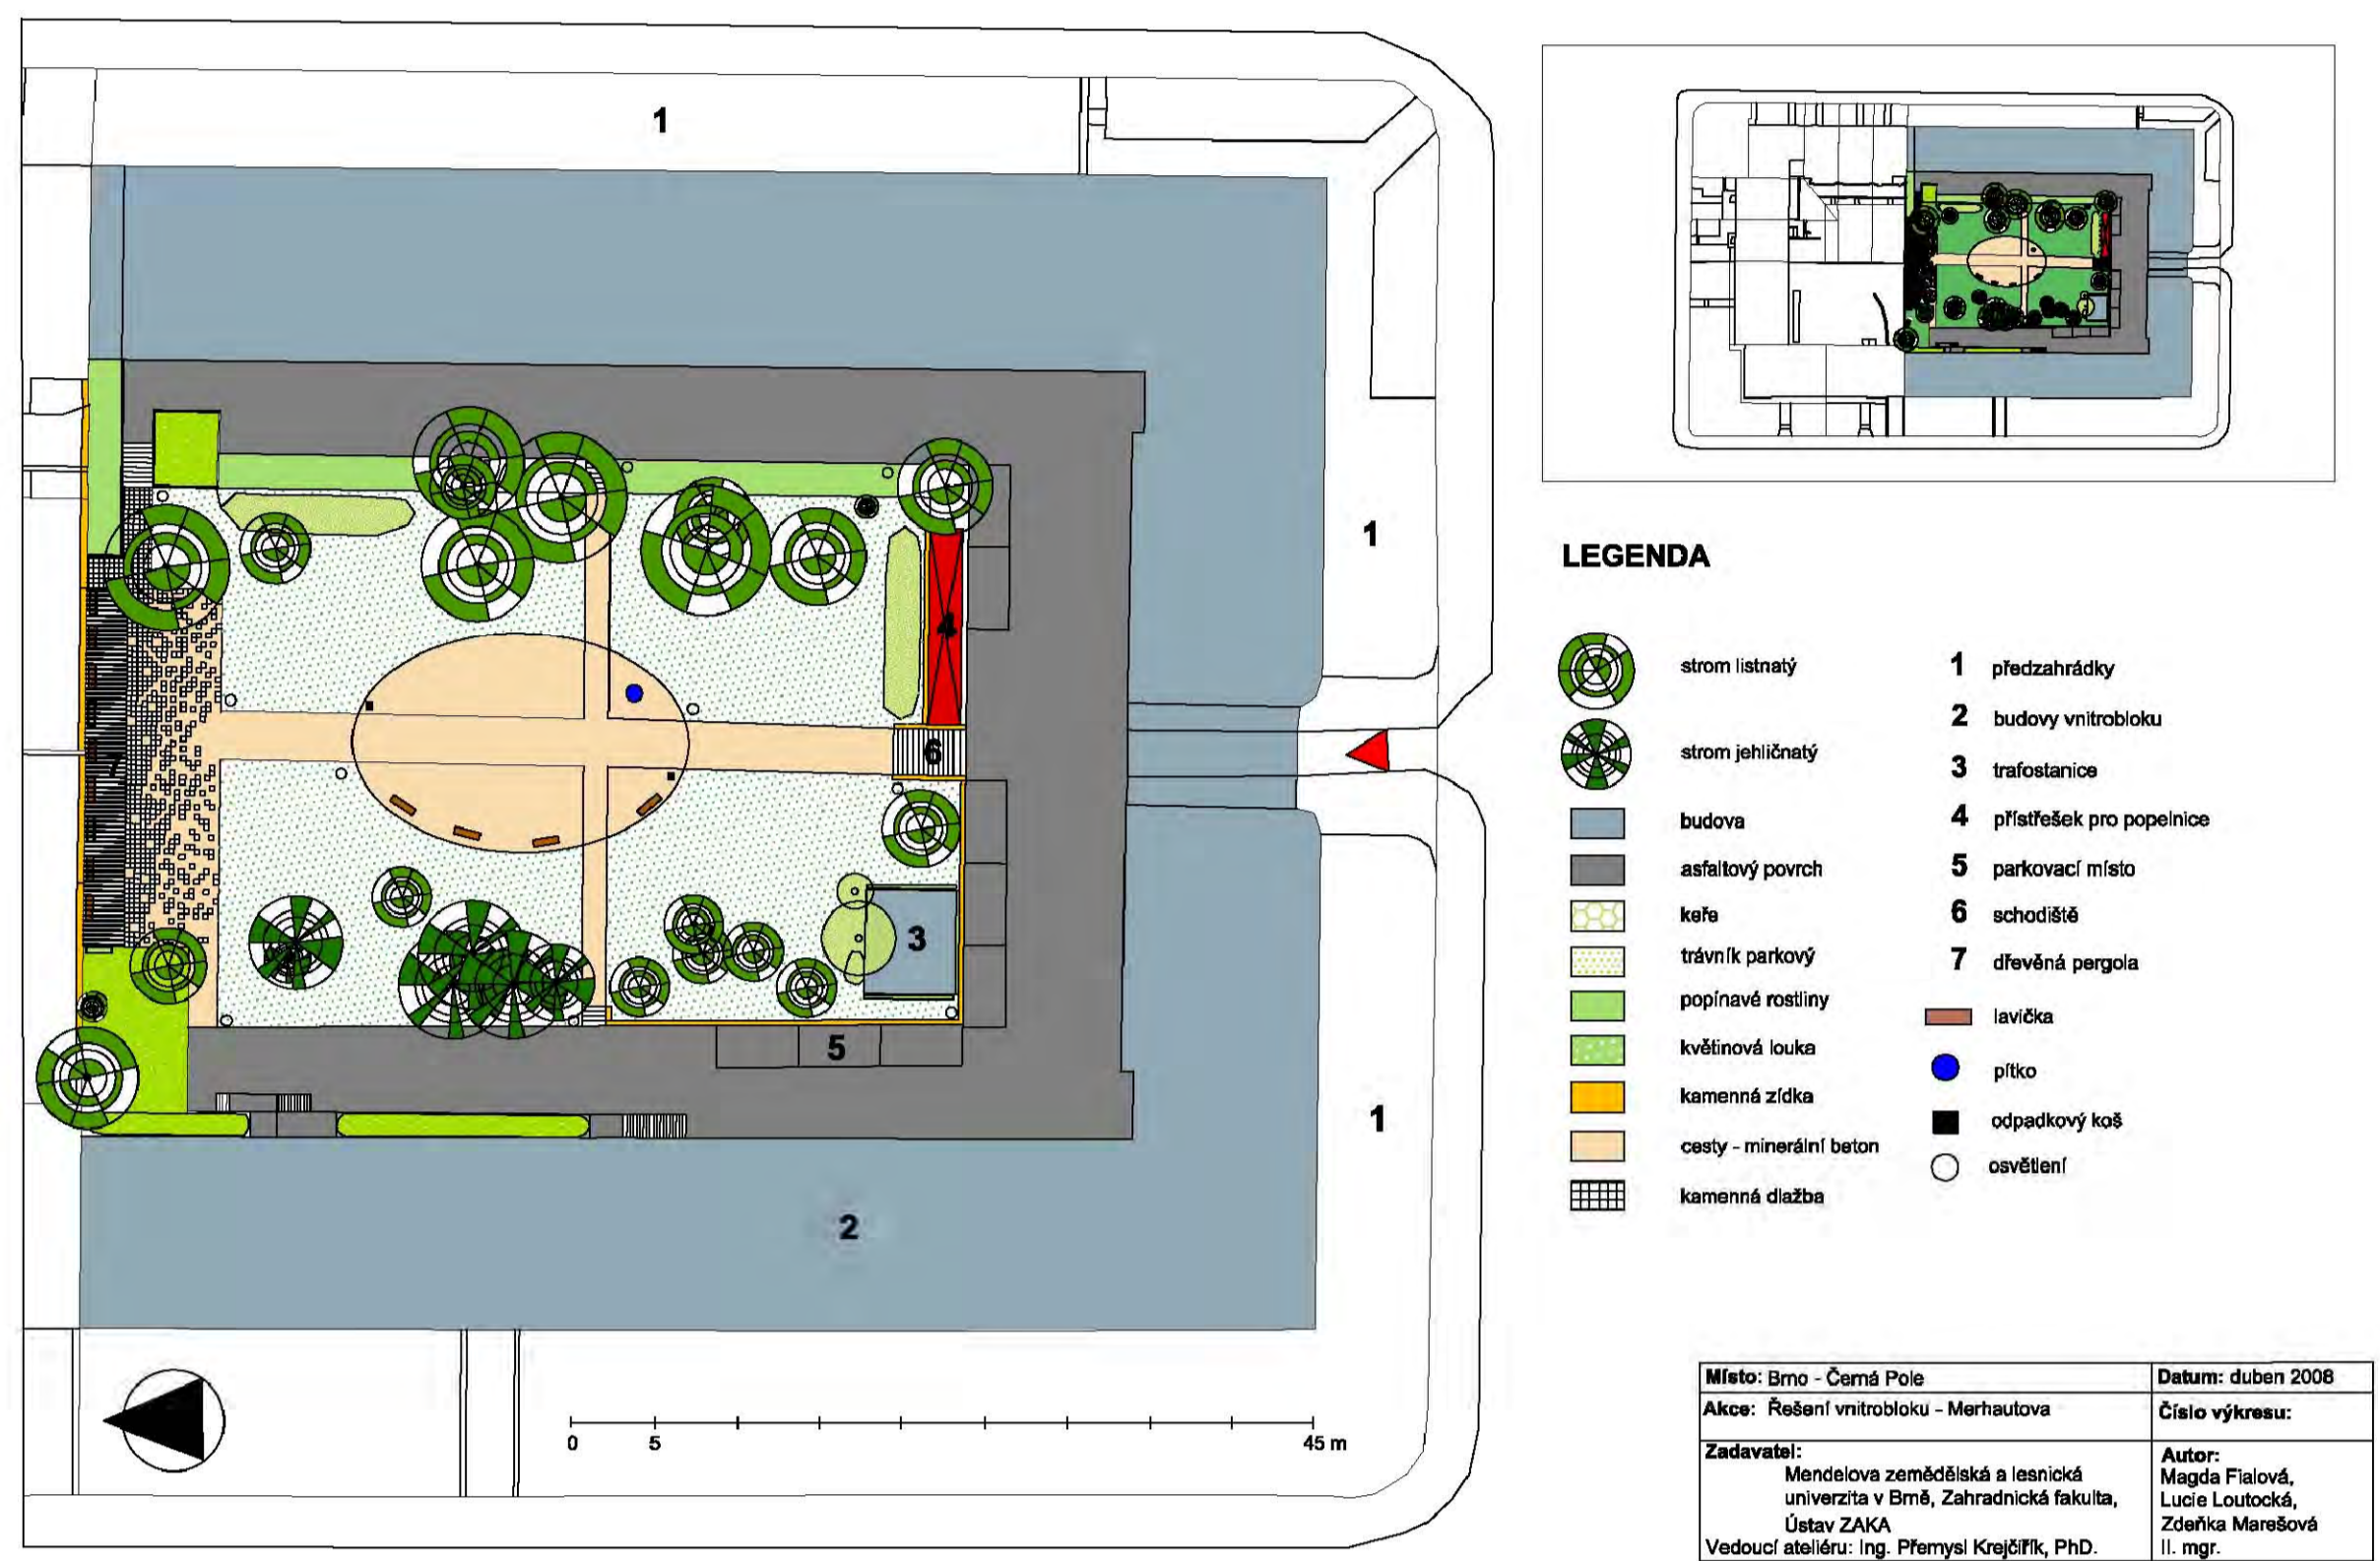 1
1
4
7
6
3
5
1
2
0 5 45 m
LEGENDA
strom listnatý
strom jehličnatý
budova
asfaltový povrch
keře
trávník parkový
popínavé rostliny
květinová louka
kamenná zídka
cesty - minerální beton
kamenná dlažba
1 předzahrádky
2 budovy vnitrobloku
3 trafostanice
4 přístřešek pro popelnice
5 parkovací místo
6 schodiště
7 dřevěná pergola
lavička
pítko
odpadkový koš
osvětlení
Místo: Brno - Černá Pole
Datum: duben 2008
Akce: Řešení vnitrobloku - Merhautova
Číslo výkresu:
Zadavatel:
Mendelova zemědělská a lesnická
univerzita v Brně, Zahradnická fakulta,
Ústav ZAKA
Vedoucí ateliéru: Ing. Přemysl Krejčiřík, PhD.
Autor:
Magda Fialová,
Lucie Loutocká,
Zdeňka Marešová
II. mgr.